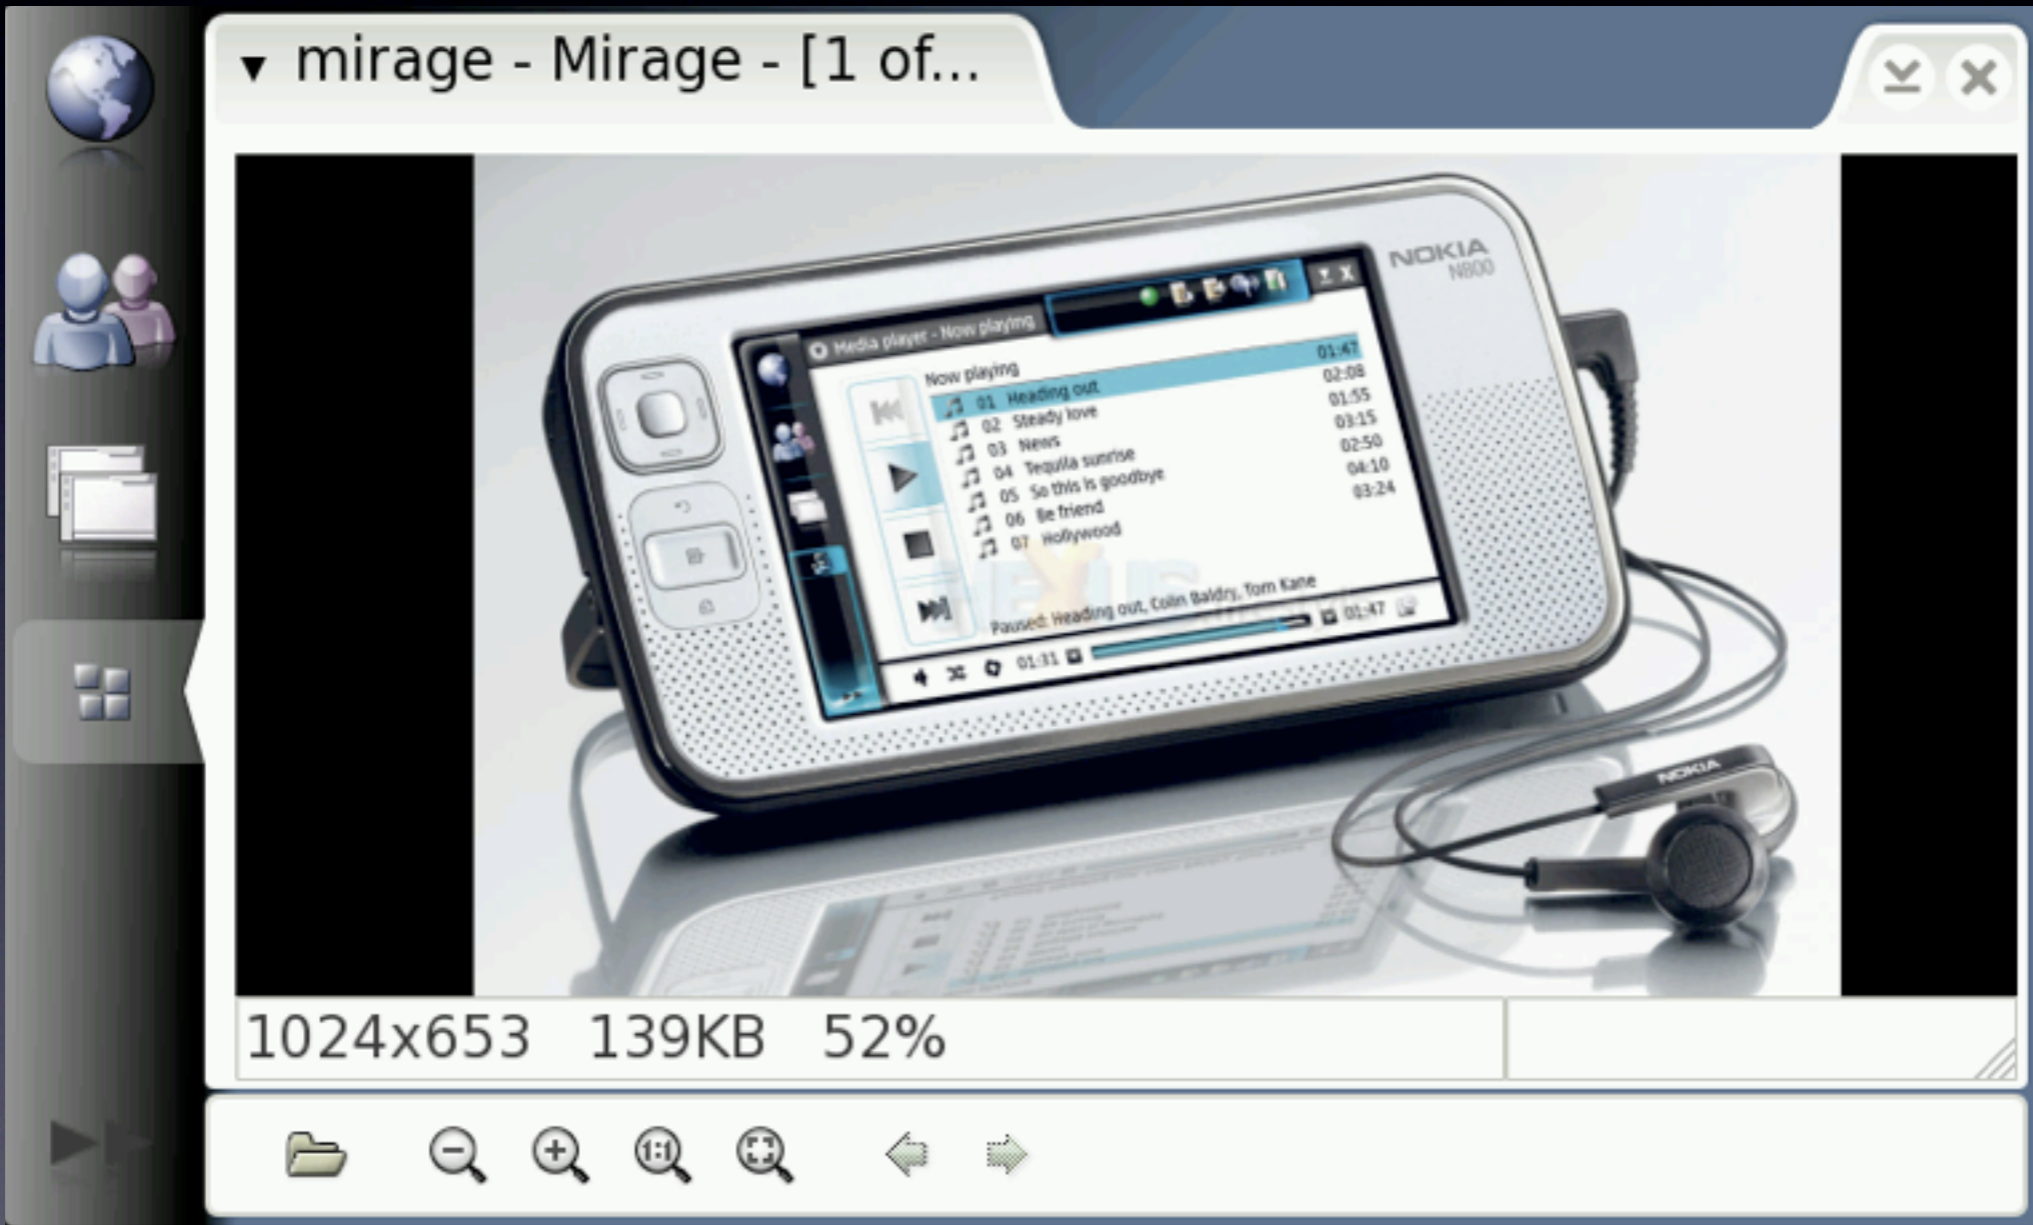 mirage - Mirage - [1 of...
NOKIA
N800
Media player - Now playing
Now playing
01 Heading out 01:47
02 Steady love 02:08
03 News 01:55
04 Tequila sunrise 03:15
05 So this is goodbye 02:50
06 Be friend 04:10
07 Hollywood 03:24
HEXUS
Paused: Heading out, Colin Baldry, Tom Kane
01:31 01:47
NOKIA
1024x653 139KB 52%
1:1